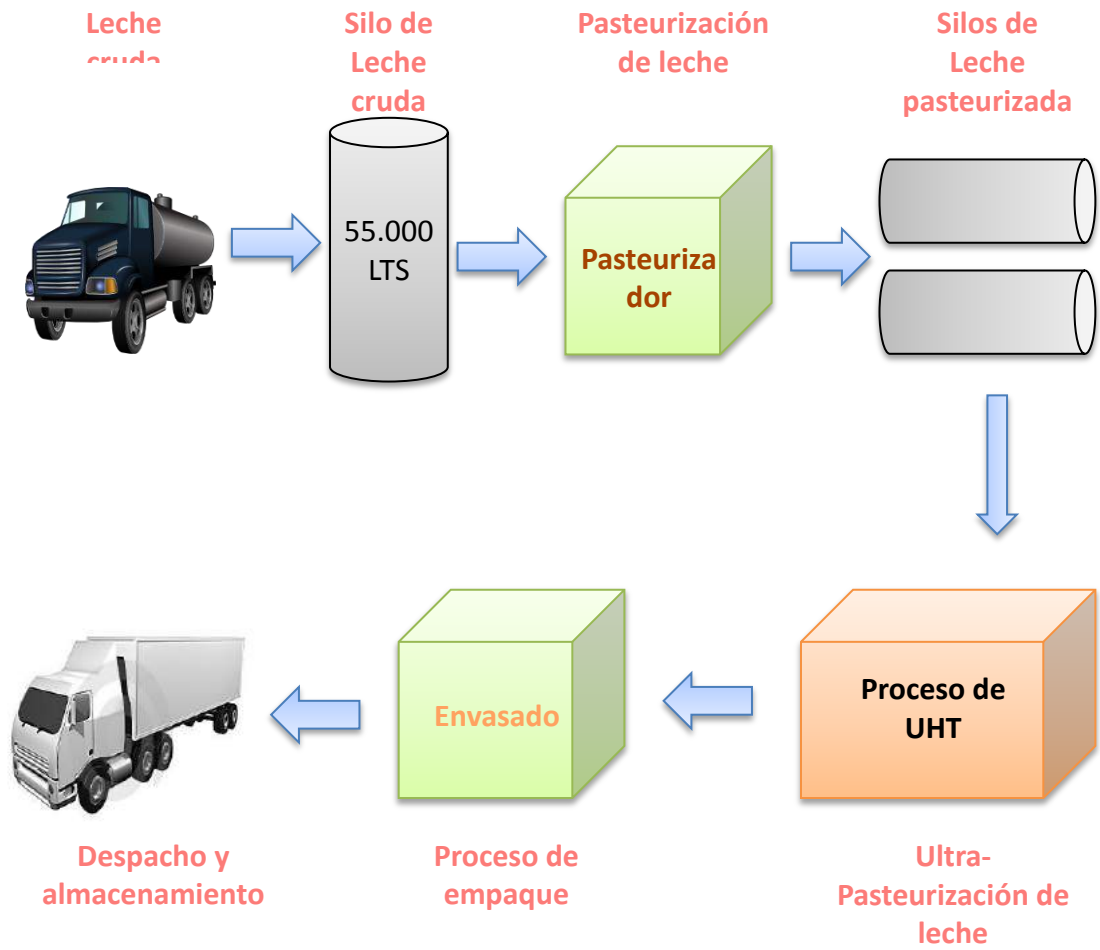 Leche
cruda
Silo de
Leche
cruda
Pasteurización
de leche
Silos de
Leche
pasteurizada
55.000
LTS
Pasteuriza
dor
Envasado
Proceso de
UHT
Despacho y
almacenamiento
Proceso de
empaque
Ultra-
Pasteurización de
leche